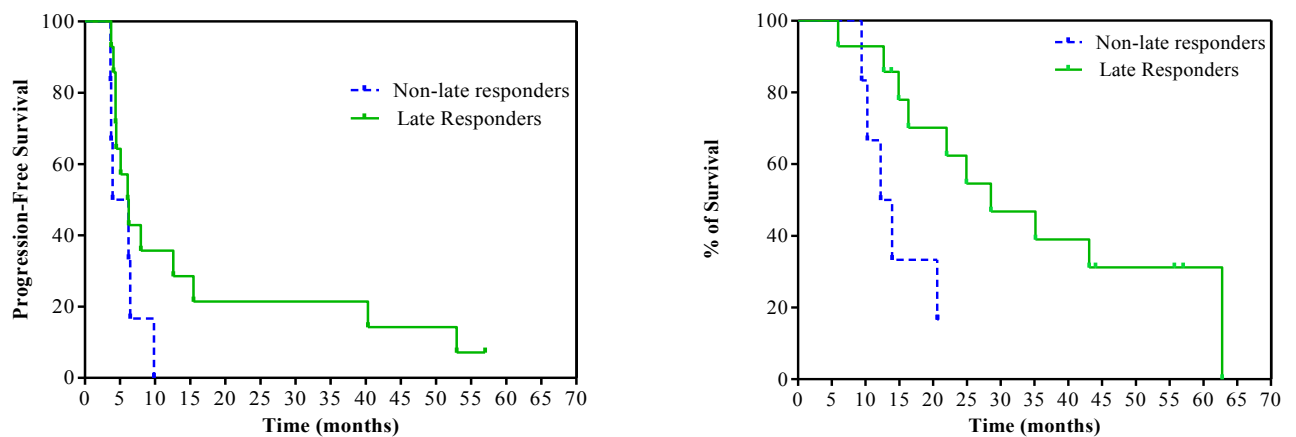 Progression-Free Survival
100
80
60
40
20
0
Non-late responders
Late Responders
0 5 10 15 20 25 30 35 40 45 50 55 60 65 70
Time (months)
% of Survival
100
80
60
40
20
0
Non-late responders
Late Responders
0 5 10 15 20 25 30 35 40 45 50 55 60 65 70
Time (months)